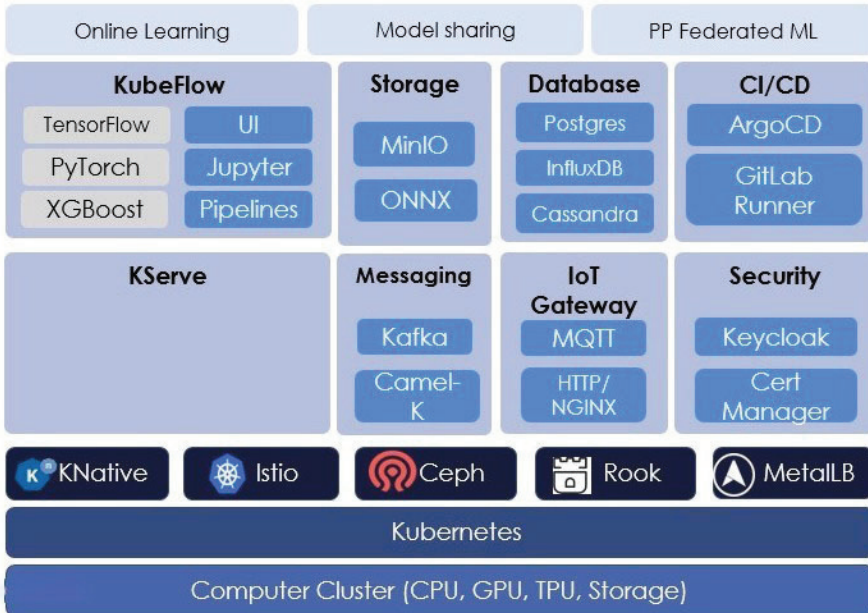 Online Learning
Model sharing
PP Federated ML
KubeFlow
TensorFlow
UI
PyTorch
Jupyter
XGBoost
Pipelines
Storage
MinIO
ONNX
Database
Postgres
InfluxDB
Cassandra
CI/CD
ArgoCD
GitLab
Runner
KServe
Messaging
Kafka
Camel-
K
IoT
Gateway
MQTT
HTTP/
NGINX
Security
Keycloak
Cert
Manager
K n KNative
Istio
Ceph
Rook
MetalLB
Kubernetes
Computer Cluster (CPU, GPU, TPU, Storage)